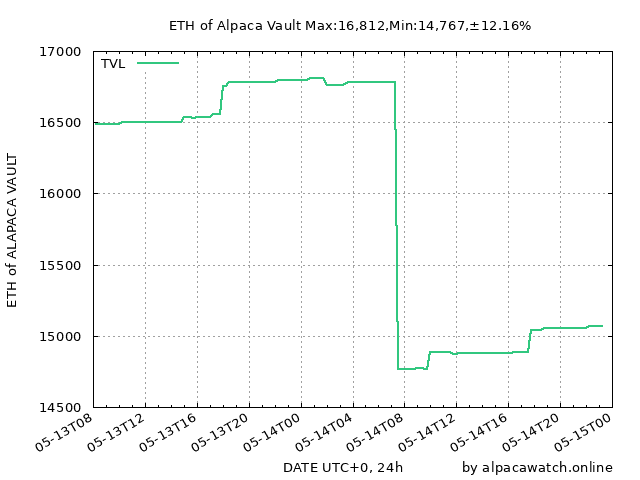 ETH of Alpaca Vault Max:16,812,Min:14,767,±12.16%
TVL
17000
16500
16000
15500
15000
14500
ETH of ALAPACA VAULT
05-13T08
05-13T12
05-13T16
05-13T20
05-14T00
05-14T04
05-14T08
05-14T12
05-14T16
05-14T20
05-15T00
DATE UTC+0, 24h
by alpacawatch.online